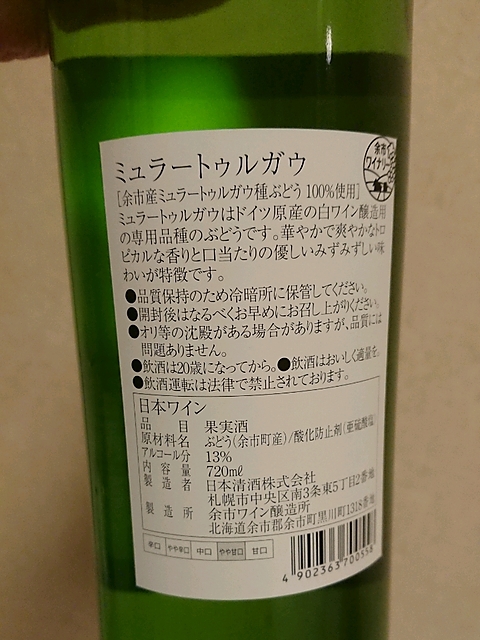 ミュラートゥルガウ
余市
ワイナリー
[余市産ミュラートゥルガウ種ぶどう100%使用]
ミュラートゥルガウはドイツ原産の白ワイン醸造用
の専用品種のぶどうです。華やかで爽やかなトロ
ピカルな香りと口当たりの優しいみずみずしい味
わいが特徴です。
●品質保持のため冷暗所に保管してください。
●開封後はなるべくお早めにお召し上がりください。
●オリ等の沈殿がある場合がありますが、品質には
問題ありません。
●飲酒は20歳になってから。●飲酒はおいしく適量を。
●飲酒運転は法律で禁止されております。
日本ワイン
品目 果実酒
原材料名 ぶどう(余市町産)/酸化防止剤(亜硫酸塩)
アルコール分 13%
内容量 720mℓ
製造者 日本清酒株式会社
札幌市中央区南3条東5丁目2番地
製造所 余市ワイン醸造所
北海道余市郡余市町黒川町1318番地
辛口 やや辛口 中口 やや甘口 甘口
4 902363 700558